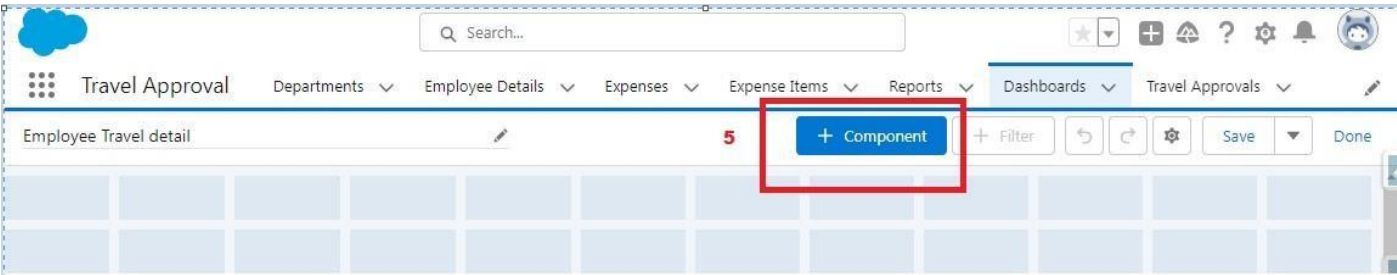 Search...
Travel Approval Departments Employee Details Expenses Expense Items Reports Dashboards Travel Approvals
Employee Travel detail 5 + Component + Filter Save Done